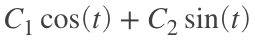 C₁ cos(t) + C₂ sin(t)